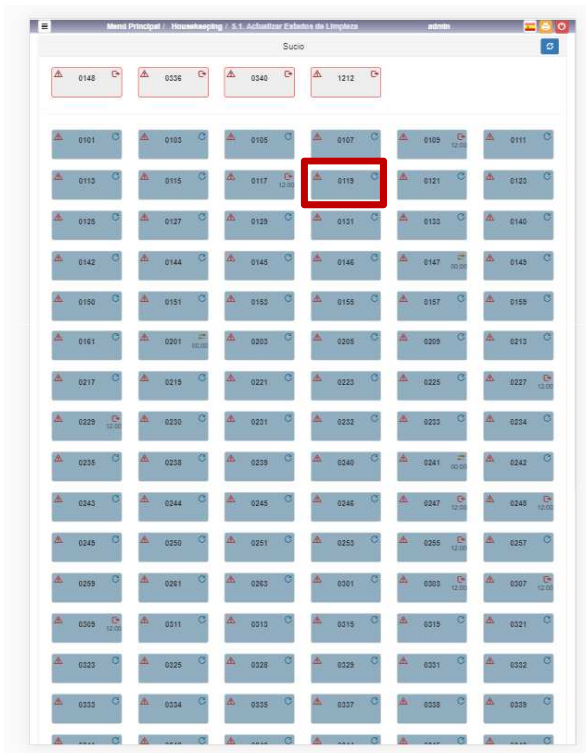 Menú Principal / Housekeeping / 5.1. Actualizar Estados de Limpieza admin
Sucio
0148 0336 0340 1212
0101 0103 0105 0107 0109 12:00 0111
0113 0115 0117 12:00 0119 0121 0123
0125 0127 0129 0131 0133 0140
0142 0144 0145 0146 0147 00:00 0149
0150 0151 0153 0155 0157 0159
0161 0201 00:00 0203 0205 0209 0213
0217 0219 0221 0223 0225 0227 12:00
0229 12:00 0230 0231 0232 0233 0234
0235 0238 0239 0240 0241 00:00 0242
0243 0244 0245 0246 0247 12:00 0248 12:00
0249 0250 0251 0253 0255 12:00 0257
0259 0261 0263 0301 0303 12:00 0307 12:00
0309 12:00 0311 0313 0315 0319 0321
0323 0325 0328 0329 0331 0332
0333 0334 0335 0337 0338 0339